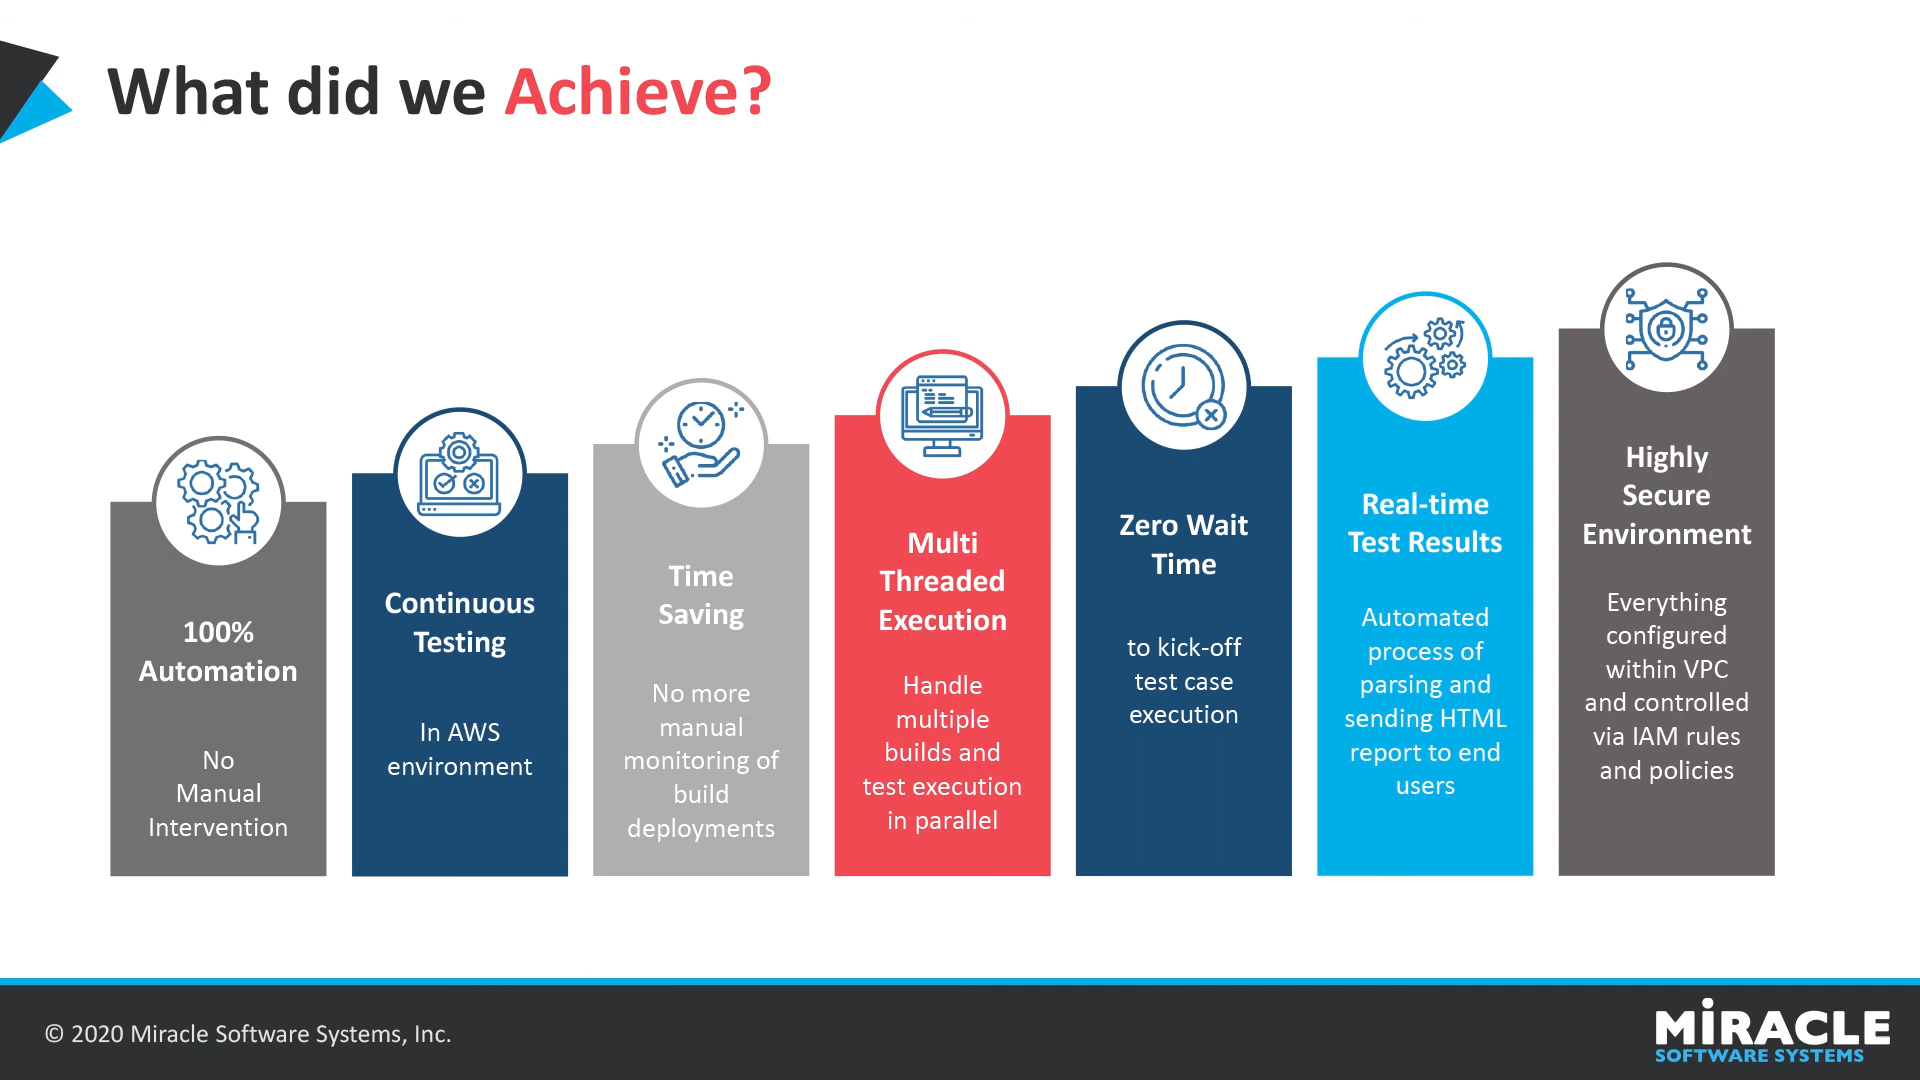 What did we Achieve?
100%
Automation
No
Manual
Intervention
Continuous
Testing
In AWS
environment
Time
Saving
No more
manual
monitoring of
build
deployments
Multi
Threaded
Execution
Handle
multiple
builds and
test execution
in parallel
Zero Wait
Time
to kick-off
test case
execution
Real-time
Test Results
Automated
process of
parsing and
sending HTML
report to end
users
Highly
Secure
Environment
Everything
configured
within VPC
and controlled
via IAM rules
and policies
© 2020 Miracle Software Systems, Inc.
MiRACLE
SOFTWARE SYSTEMS